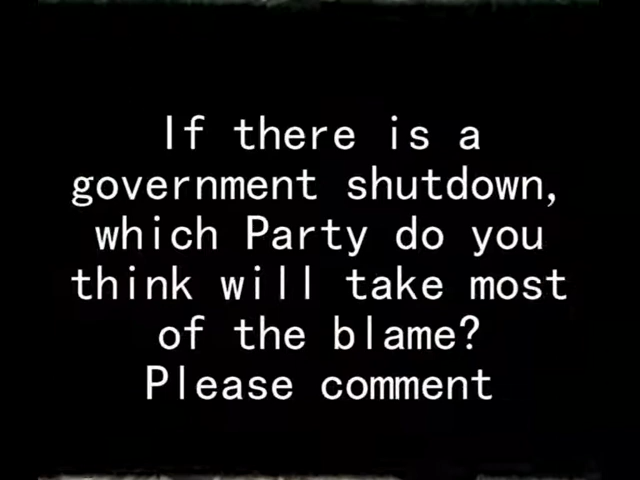 If there is a
government shutdown,
which Party do you
think will take most
of the blame?
Please comment